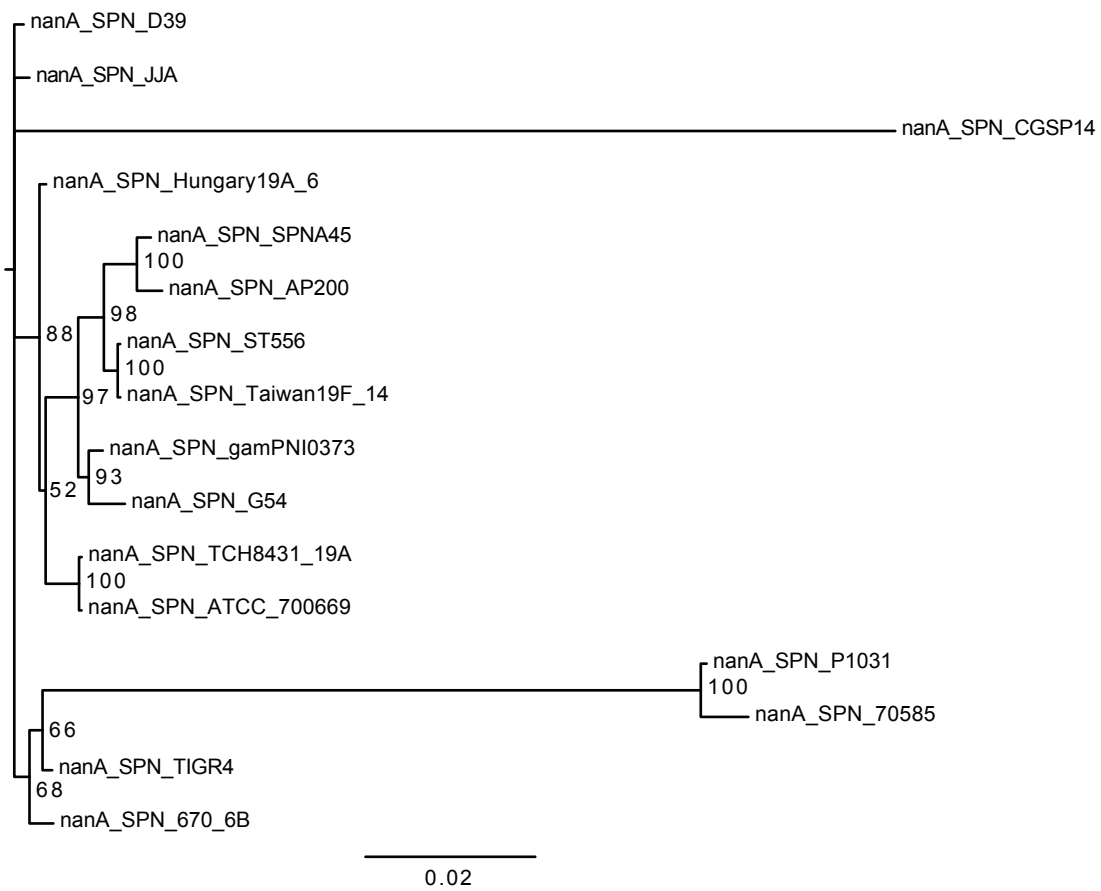 nanA_SPN_D39
nanA_SPN_JJA
nanA_SPN_CGSP14
nanA_SPN_Hungary19A_6
nanA_SPN_SPNA45
100
nanA_SPN_AP200
98
88
nanA_SPN_ST556
100
nanA_SPN_Taiwan19F_14
97
nanA_SPN_gamPNI0373
93
52
nanA_SPN_G54
nanA_SPN_TCH8431_19A
100
nanA_SPN_ATCC_700669
nanA_SPN_P1031
100
nanA_SPN_70585
66
nanA_SPN_TIGR4
68
nanA_SPN_670_6B
0.02